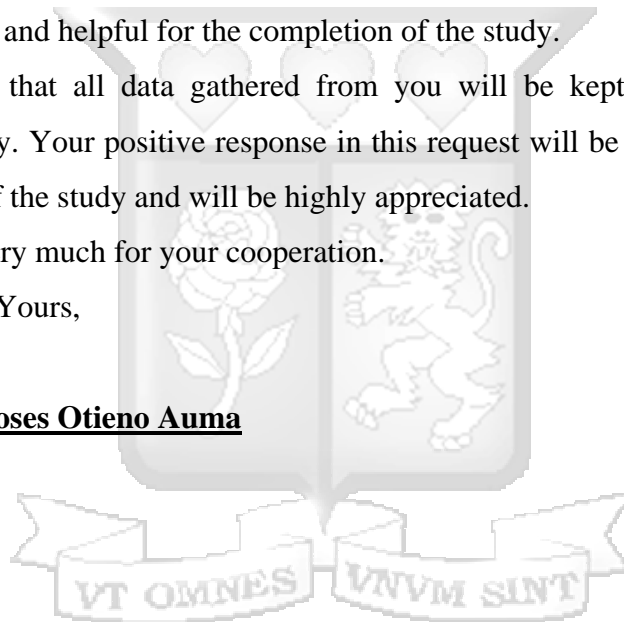 and helpful for the completion of the study.
that all data gathered from you will be kept
y. Your positive response in this request will be
f the study and will be highly appreciated.
ry much for your cooperation.
Yours,
oses Otieno Auma
VT OMNES VNVM SINT